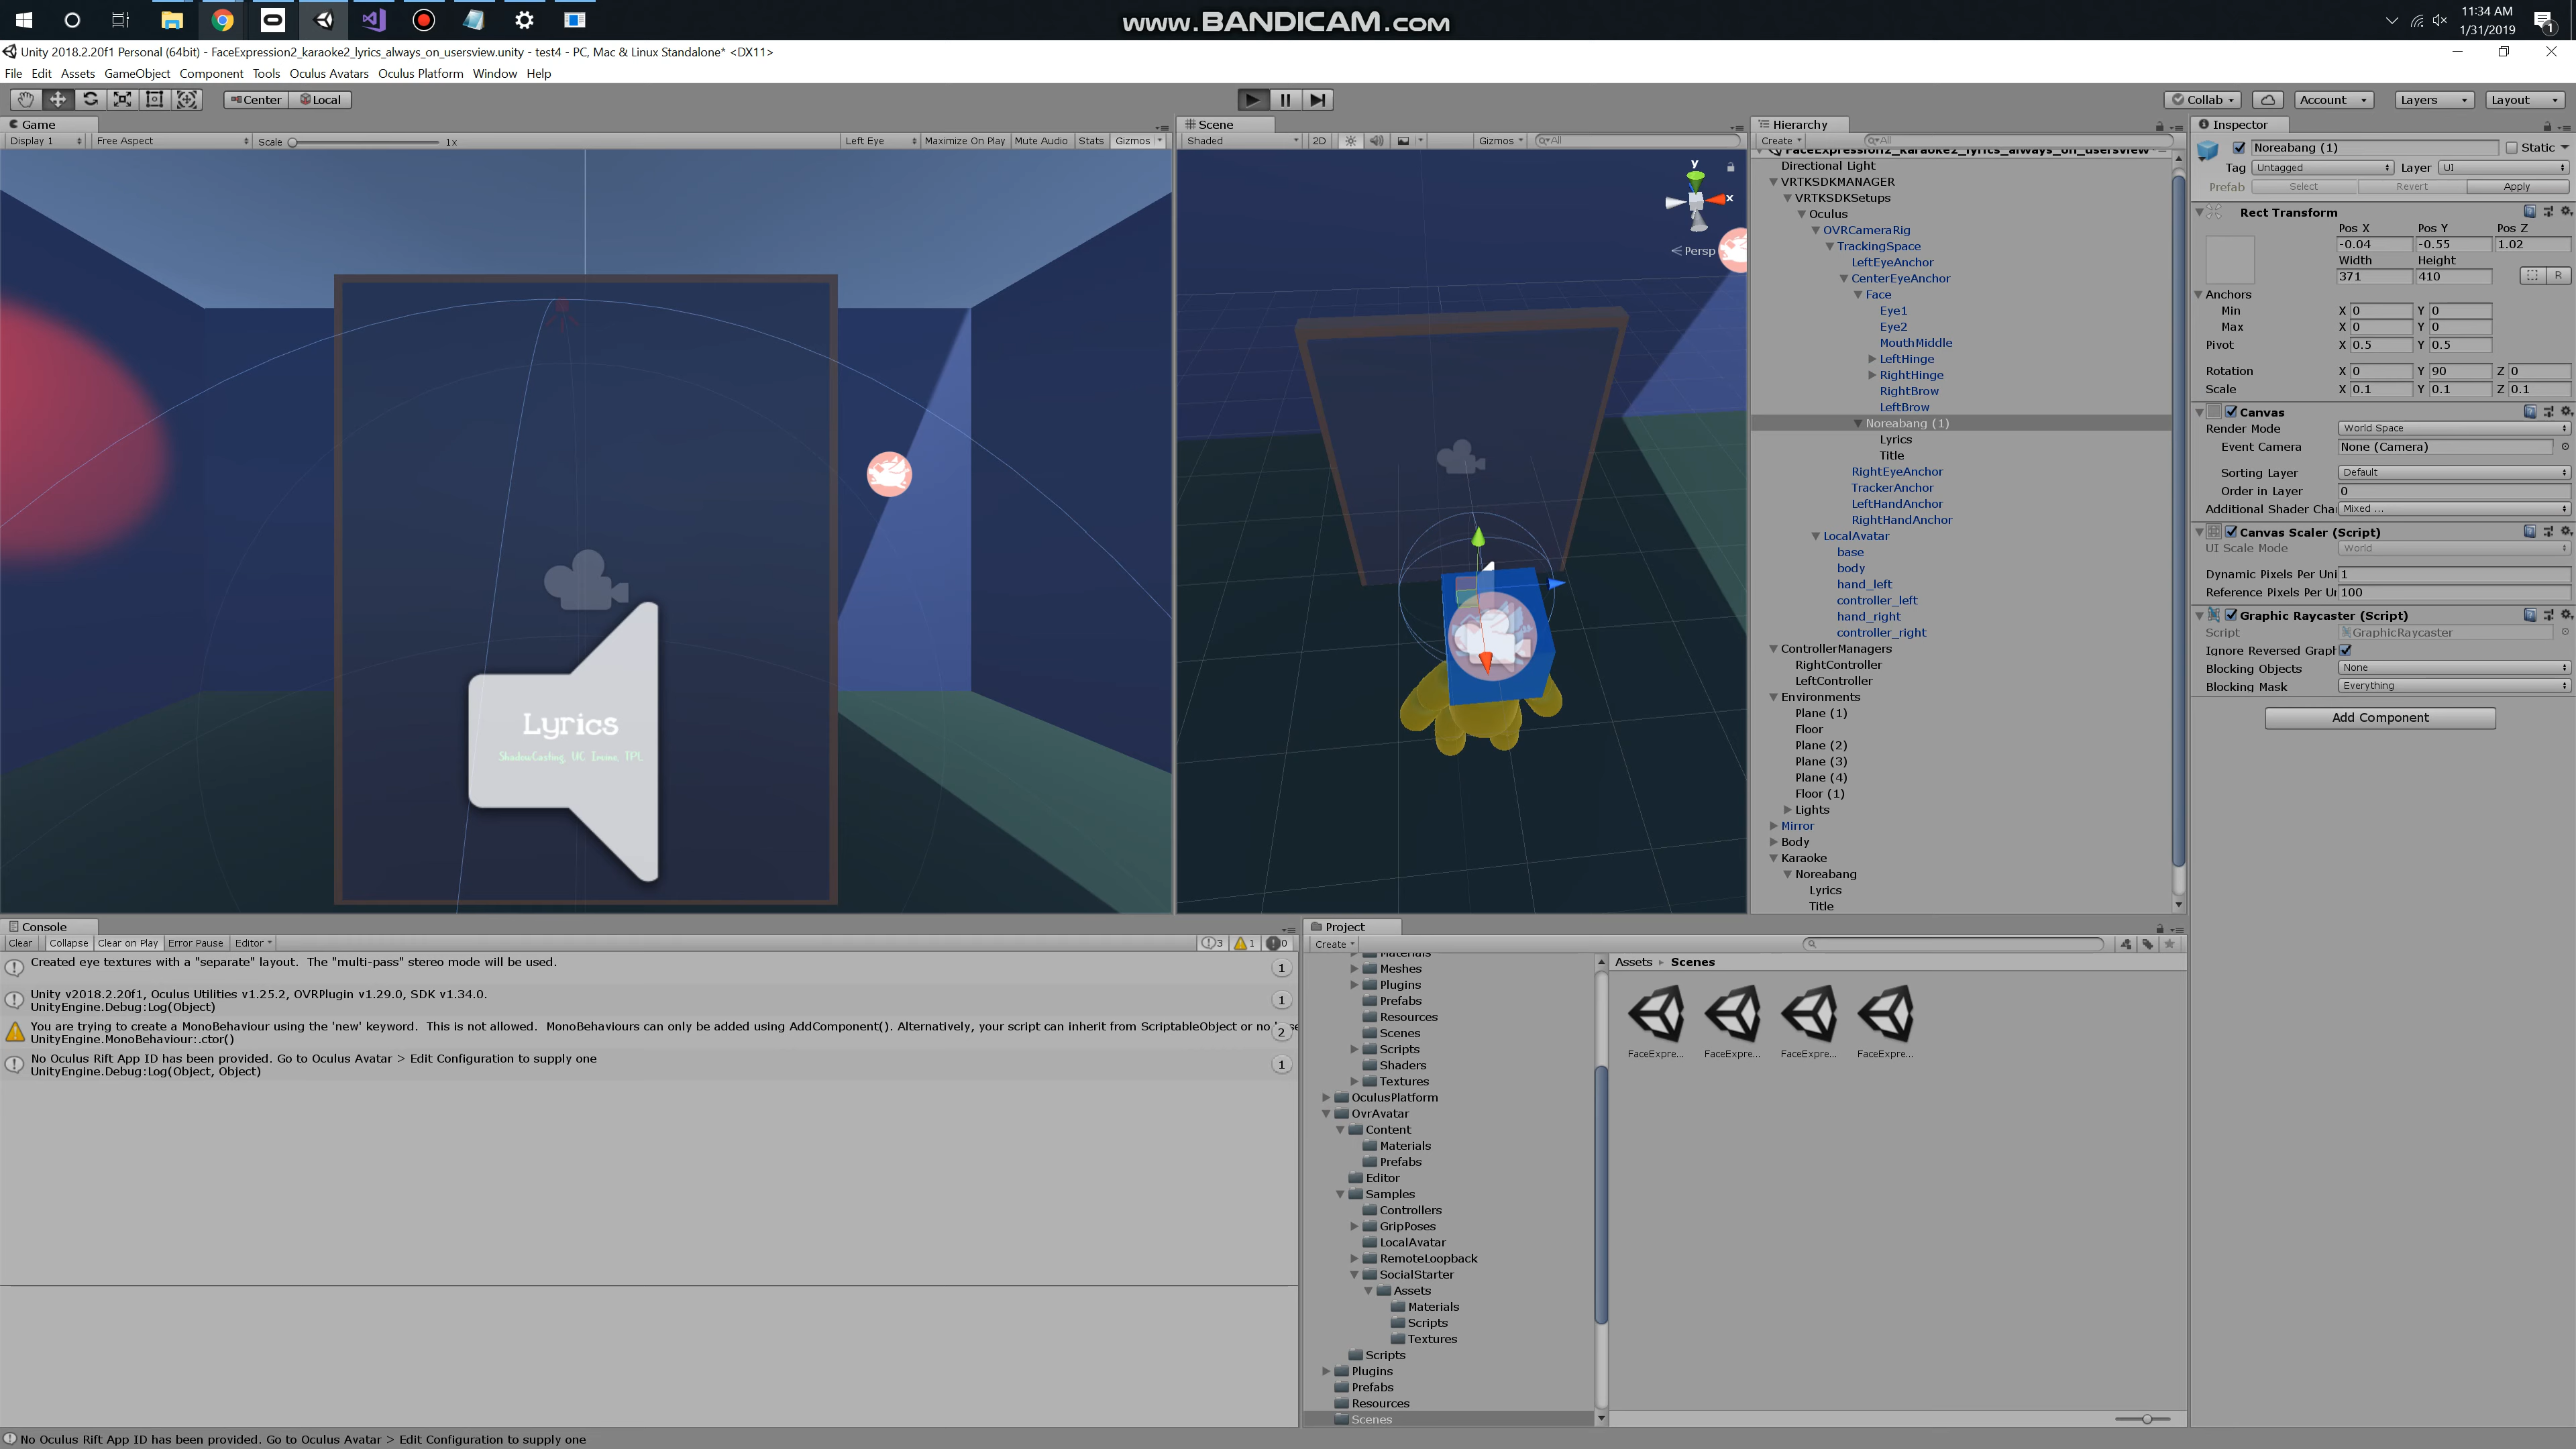 www.BANDICAM.com
11:34 AM
1/31/2019
1
Unity 2018.2.20f1 Personal (64bit) - FaceExpression2_karaoke2_lyrics_always_on_usersview.unity - test4 - PC, Mac & Linux Standalone* <DX11>
File Edit Assets GameObject Component Tools Oculus Avatars Oculus Platform Window Help
Center Local
Collab Account Layers Layout
Game
Display 1 Free Aspect Scale 1x Left Eye Maximize On Play Mute Audio Stats Gizmos
Lyrics
ShadowCasting, UC Irvine, TPL
Scene
Shaded 2D Gizmos All
y
x
Persp
Hierarchy
Create All
FaceExpression2_karaoke2_lyrics_always_on_usersview
Directional Light
VRTKSDKMANAGER
VRTKSDKSetups
Oculus
OVRCameraRig
TrackingSpace
LeftEyeAnchor
CenterEyeAnchor
Face
Eye1
Eye2
MouthMiddle
LeftHinge
RightHinge
RightBrow
LeftBrow
Noreabang (1)
Lyrics
Title
RightEyeAnchor
TrackerAnchor
LeftHandAnchor
RightHandAnchor
LocalAvatar
base
body
hand_left
controller_left
hand_right
controller_right
ControllerManagers
RightController
LeftController
Environments
Plane (1)
Floor
Plane (2)
Plane (3)
Plane (4)
Floor (1)
Lights
Mirror
Body
Karaoke
Noreabang
Lyrics
Title
Inspector
Noreabang (1) Static
Tag Untagged Layer UI
Prefab Select Revert Apply
Rect Transform
Pos X Pos Y Pos Z
-0.04 -0.55 1.02
Width Height
371 410 R
Anchors
Min X 0 Y 0
Max X 0 Y 0
Pivot X 0.5 Y 0.5
Rotation X 0 Y 90 Z 0
Scale X 0.1 Y 0.1 Z 0.1
Canvas
Render Mode World Space
Event Camera None (Camera)
Sorting Layer Default
Order in Layer 0
Additional Shader Cha Mixed ...
Canvas Scaler (Script)
UI Scale Mode World
Dynamic Pixels Per Uni 1
Reference Pixels Per Ur 100
Graphic Raycaster (Script)
Script GraphicRaycaster
Ignore Reversed Graph
Blocking Objects None
Blocking Mask Everything
Add Component
Console
Clear Collapse Clear on Play Error Pause Editor 3 1 0
Created eye textures with a "separate" layout. The "multi-pass" stereo mode will be used. 1
Unity v2018.2.20f1, Oculus Utilities v1.25.2, OVRPlugin v1.29.0, SDK v1.34.0.
UnityEngine.Debug:Log(Object) 1
You are trying to create a MonoBehaviour using the 'new' keyword. This is not allowed. MonoBehaviours can only be added using AddComponent(). Alternatively, your script can inherit from ScriptableObject or no base
UnityEngine.MonoBehaviour:.ctor() 2
No Oculus Rift App ID has been provided. Go to Oculus Avatar > Edit Configuration to supply one
UnityEngine.Debug:Log(Object, Object) 1
Project
Create
Materials
Meshes
Plugins
Prefabs
Resources
Scenes
Scripts
Shaders
Textures
OculusPlatform
OvrAvatar
Content
Materials
Prefabs
Editor
Samples
Controllers
GripPoses
LocalAvatar
RemoteLoopback
SocialStarter
Assets
Materials
Scripts
Textures
Scripts
Plugins
Prefabs
Resources
Scenes
Assets Scenes
FaceExpre... FaceExpre... FaceExpre... FaceExpre...
No Oculus Rift App ID has been provided. Go to Oculus Avatar > Edit Configuration to supply one